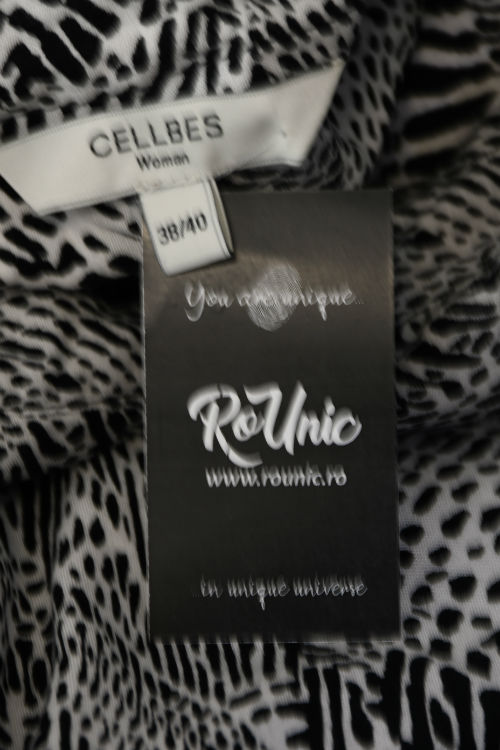 CELLBES
Woman
38/40
You are unique...
RoUnic
www.rounic.ro
...in unique universe